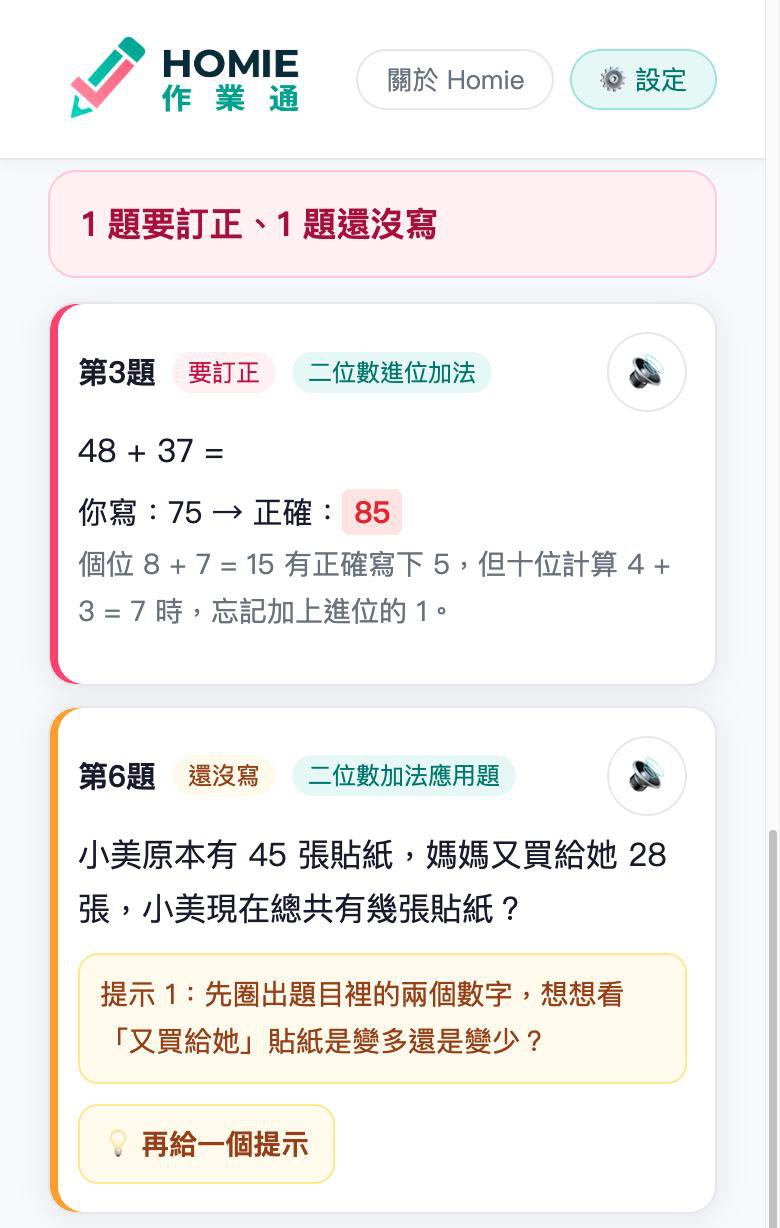 HOMIE
作業通
關於 Homie
設定
1 題要訂正、1 題還沒寫
第3題 要訂正 二位數進位加法
48 + 37 =
你寫：75 → 正確：85
個位 8 + 7 = 15 有正確寫下 5，但十位計算 4 +
3 = 7 時，忘記加上進位的 1。
第6題 還沒寫 二位數加法應用題
小美原本有 45 張貼紙，媽媽又買給她 28
張，小美現在總共有幾張貼紙？
提示 1：先圈出題目裡的兩個數字，想想看
「又買給她」貼紙是變多還是變少？
再給一個提示